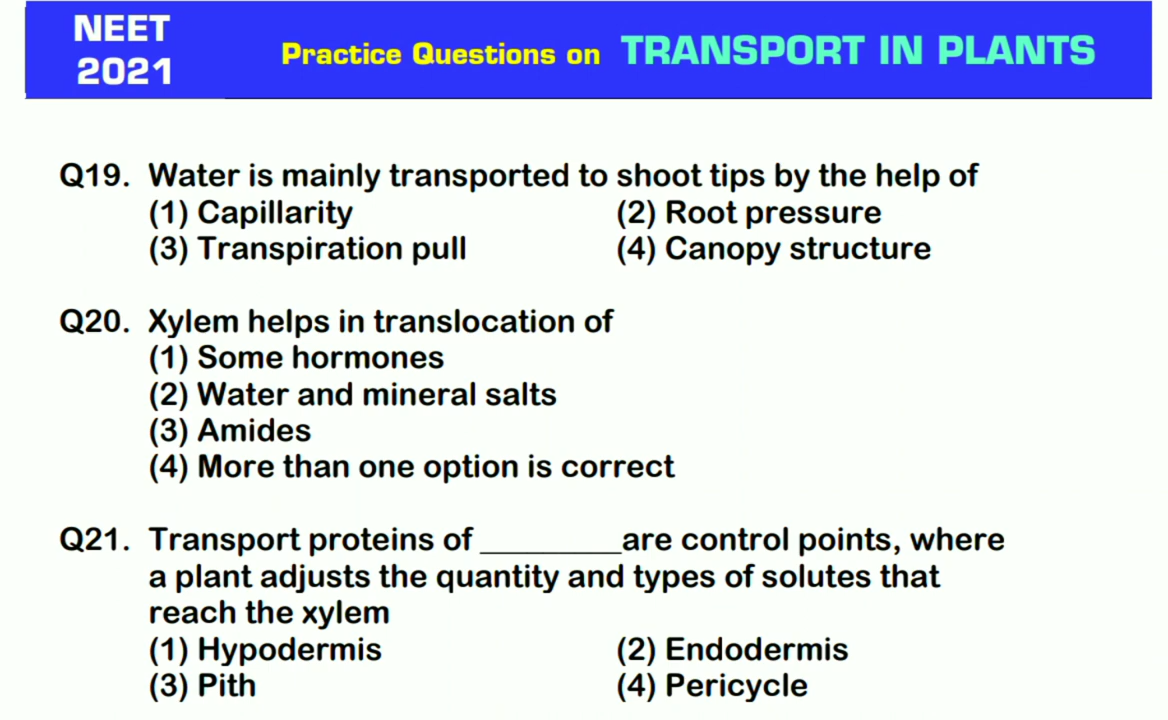 NEET
2021
Practice Questions on TRANSPORT IN PLANTS
Q19. Water is mainly transported to shoot tips by the help of
(1) Capillarity (2) Root pressure
(3) Transpiration pull (4) Canopy structure
Q20. Xylem helps in translocation of
(1) Some hormones
(2) Water and mineral salts
(3) Amides
(4) More than one option is correct
Q21. Transport proteins of ________are control points, where
a plant adjusts the quantity and types of solutes that
reach the xylem
(1) Hypodermis (2) Endodermis
(3) Pith (4) Pericycle